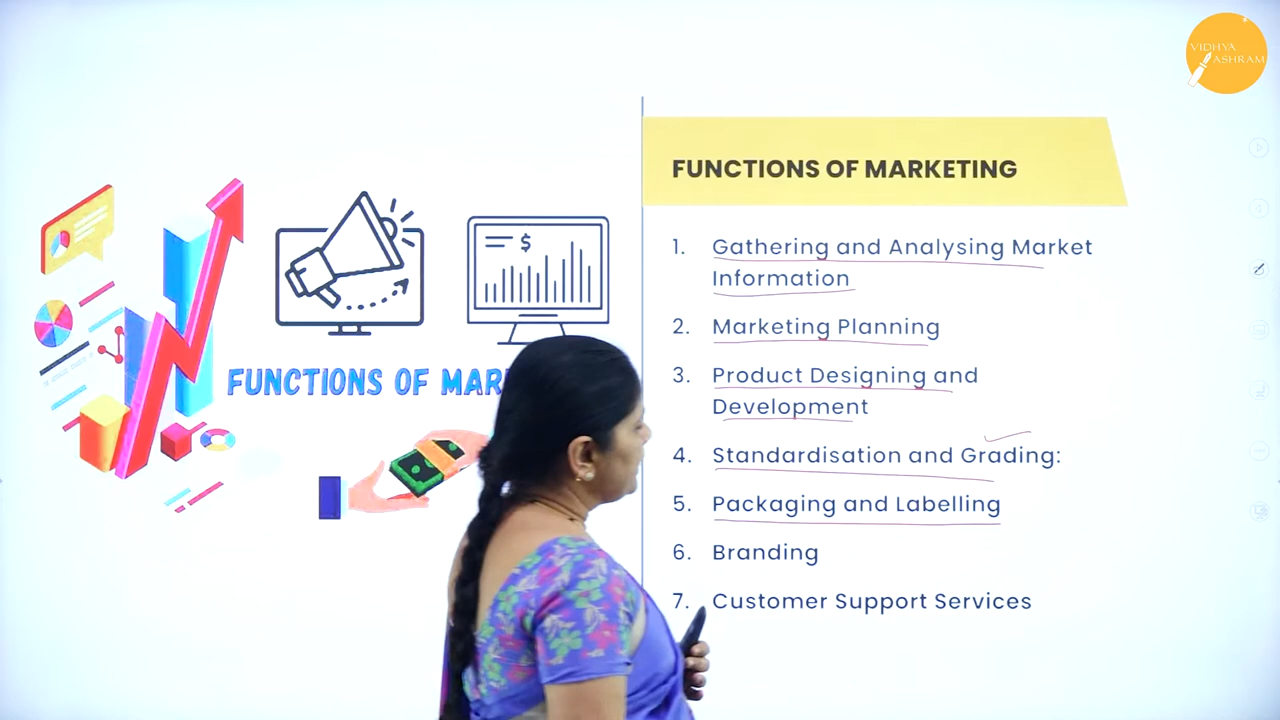 VIDHYA
ASHRAM
FUNCTIONS OF MARKETING
1. Gathering and Analysing Market
Information
2. Marketing Planning
3. Product Designing and
Development
4. Standardisation and Grading:
5. Packaging and Labelling
6. Branding
7. Customer Support Services
$
FUNCTIONS OF MAR